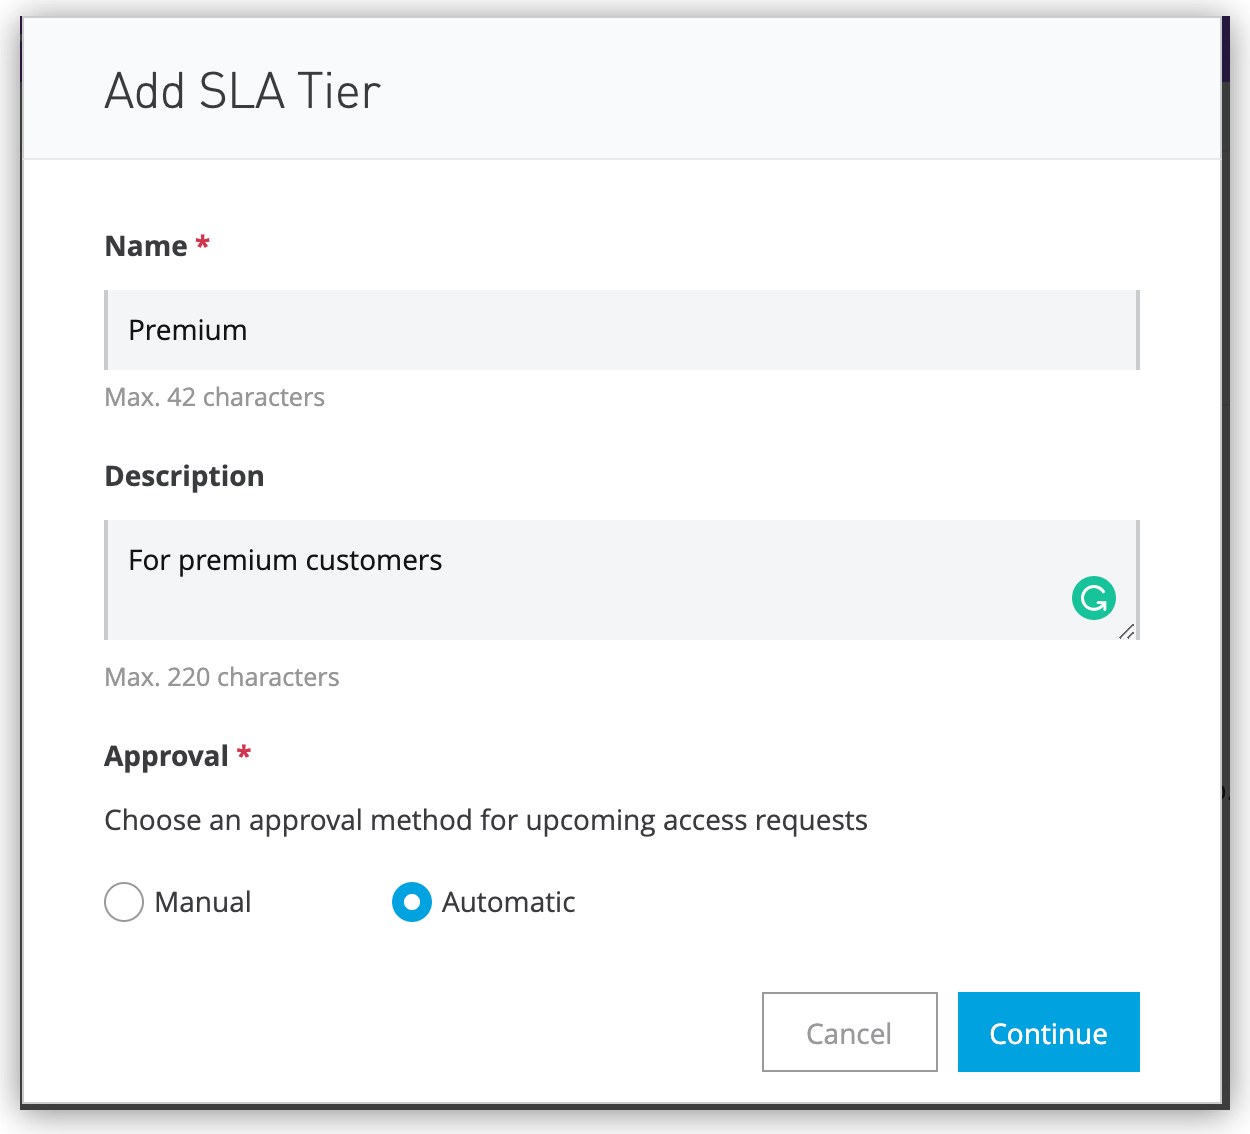 Add SLA Tier
Name *
Premium
Max. 42 characters
Description
For premium customers
Max. 220 characters
Approval *
Choose an approval method for upcoming access requests
Manual
Automatic
Cancel
Continue